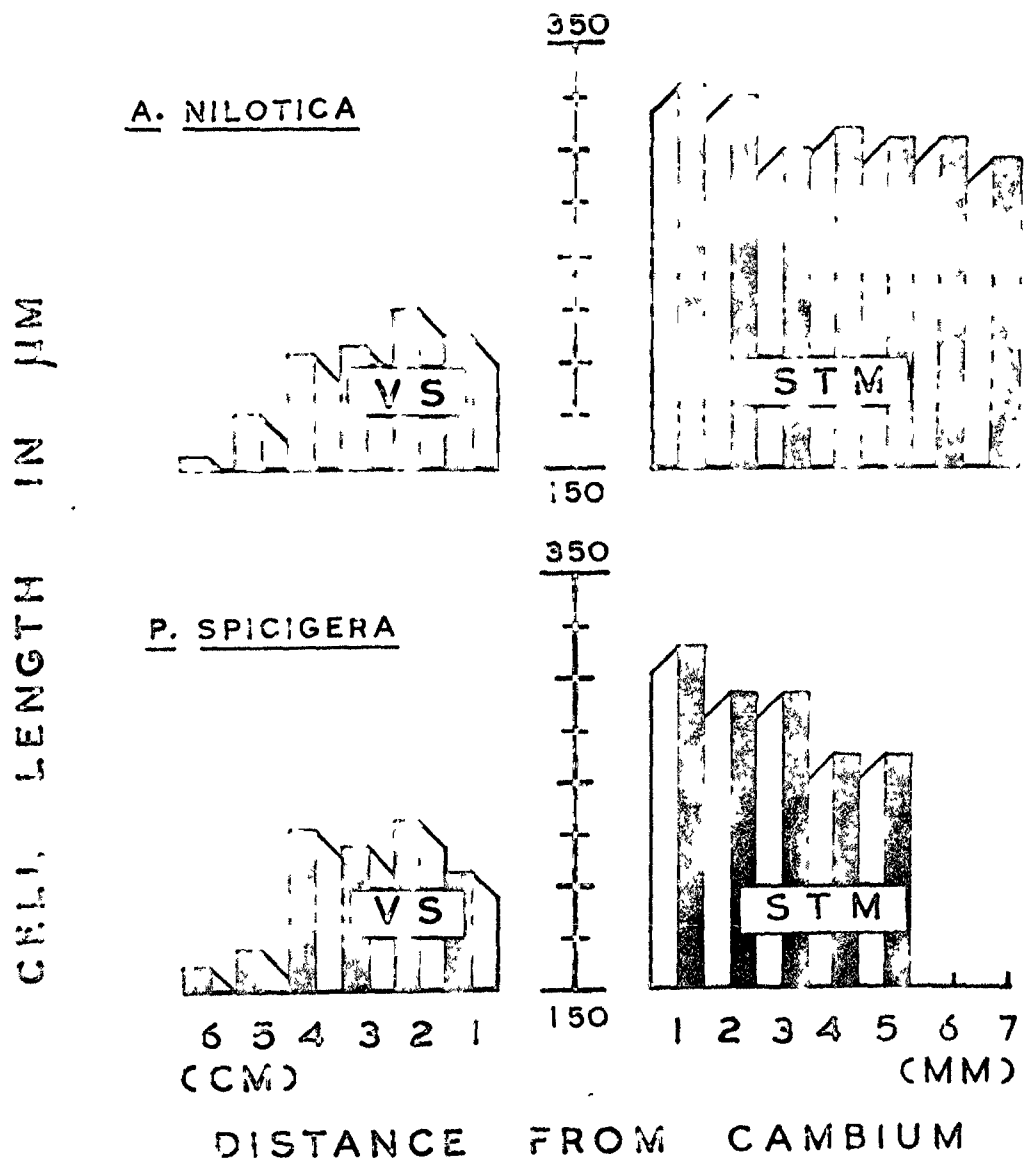 350
A. NILOTICA
VS
STM
150
350
P. SPICIGERA
VS
STM
150
6 5 4 3 2 1
1 2 3 4 5 6 7
(CM)
(MM)
DISTANCE FROM CAMBIUM
CELL LENGTH IN µM